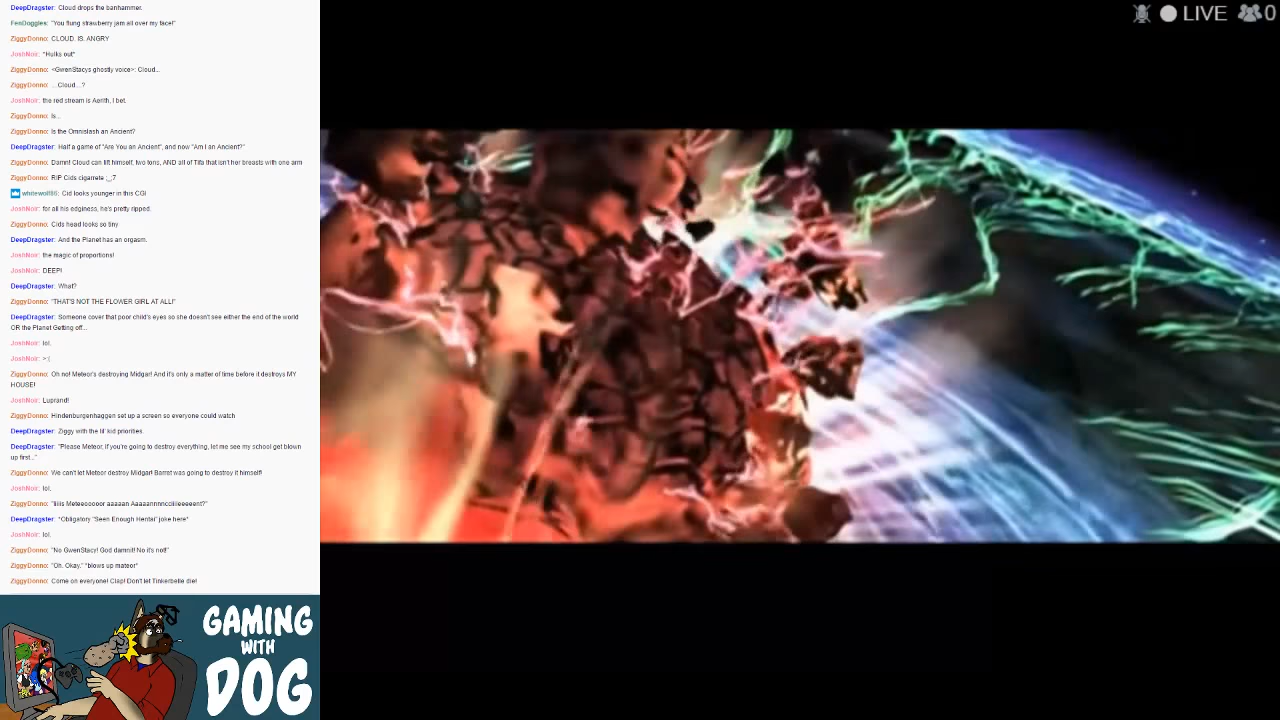 DeepDragster: Cloud drops the banhammer.
FenDoggles: "You flung strawberry jam all over my face!"
ZiggyDonno: CLOUD. IS. ANGRY
JoshNoir: *Hulks out*
ZiggyDonno: <GwenStacys ghostly voice>: Cloud...
ZiggyDonno: ....Cloud....?
JoshNoir: the red stream is Aerith, I bet.
ZiggyDonno: Is...
ZiggyDonno: Is the Omnislash an Ancient?
DeepDragster: Half a game of "Are You an Ancient", and now "Am I an Ancient?"
ZiggyDonno: Damn! Cloud can lift himself, two tons, AND all of Tifa that isn't her breasts with one arm
ZiggyDonno: RIP Cids cigarrete ;_;7
whitewolf86: Cid looks younger in this CGI
JoshNoir: for all his edginess, he's pretty ripped.
ZiggyDonno: Cids head looks so tiny
DeepDragster: And the Planet has an orgasm.
JoshNoir: the magic of proportions!
JoshNoir: DEEP!
DeepDragster: What?
ZiggyDonno: "THAT'S NOT THE FLOWER GIRL AT ALL!"
DeepDragster: Someone cover that poor child's eyes so she doesn't see either the end of the world
OR the Planet Getting off...
JoshNoir: lol.
JoshNoir: >:(.
ZiggyDonno: Oh no! Meteor's destroying Midgar! And it's only a matter of time before it destroys MY
HOUSE!
JoshNoir: Luprand!
ZiggyDonno: Hindenburgenhaggen set up a screen so everyone could watch
DeepDragster: Ziggy with the lil' kid priorities.
DeepDragster: "Please Meteor, if you're going to destroy everything, let me see my school get blown
up first..."
ZiggyDonno: We can't let Meteor destroy Midgar! Barret was going to destroy it himself!
JoshNoir: lol.
ZiggyDonno: "Iiiiis Meteeooooor aaaaan Aaaaannnnncciiiieeeeent?"
DeepDragster: *Obligatory "Seen Enough Hentai" joke here*
JoshNoir: lol.
ZiggyDonno: "No GwenStacy! God damnit! No it's not!"
ZiggyDonno: "Oh. Okay." *blows up mateor*
ZiggyDonno: Come on everyone! Clap! Don't let Tinkerbelle die!
GAMING
WITH
DOG
LIVE 0